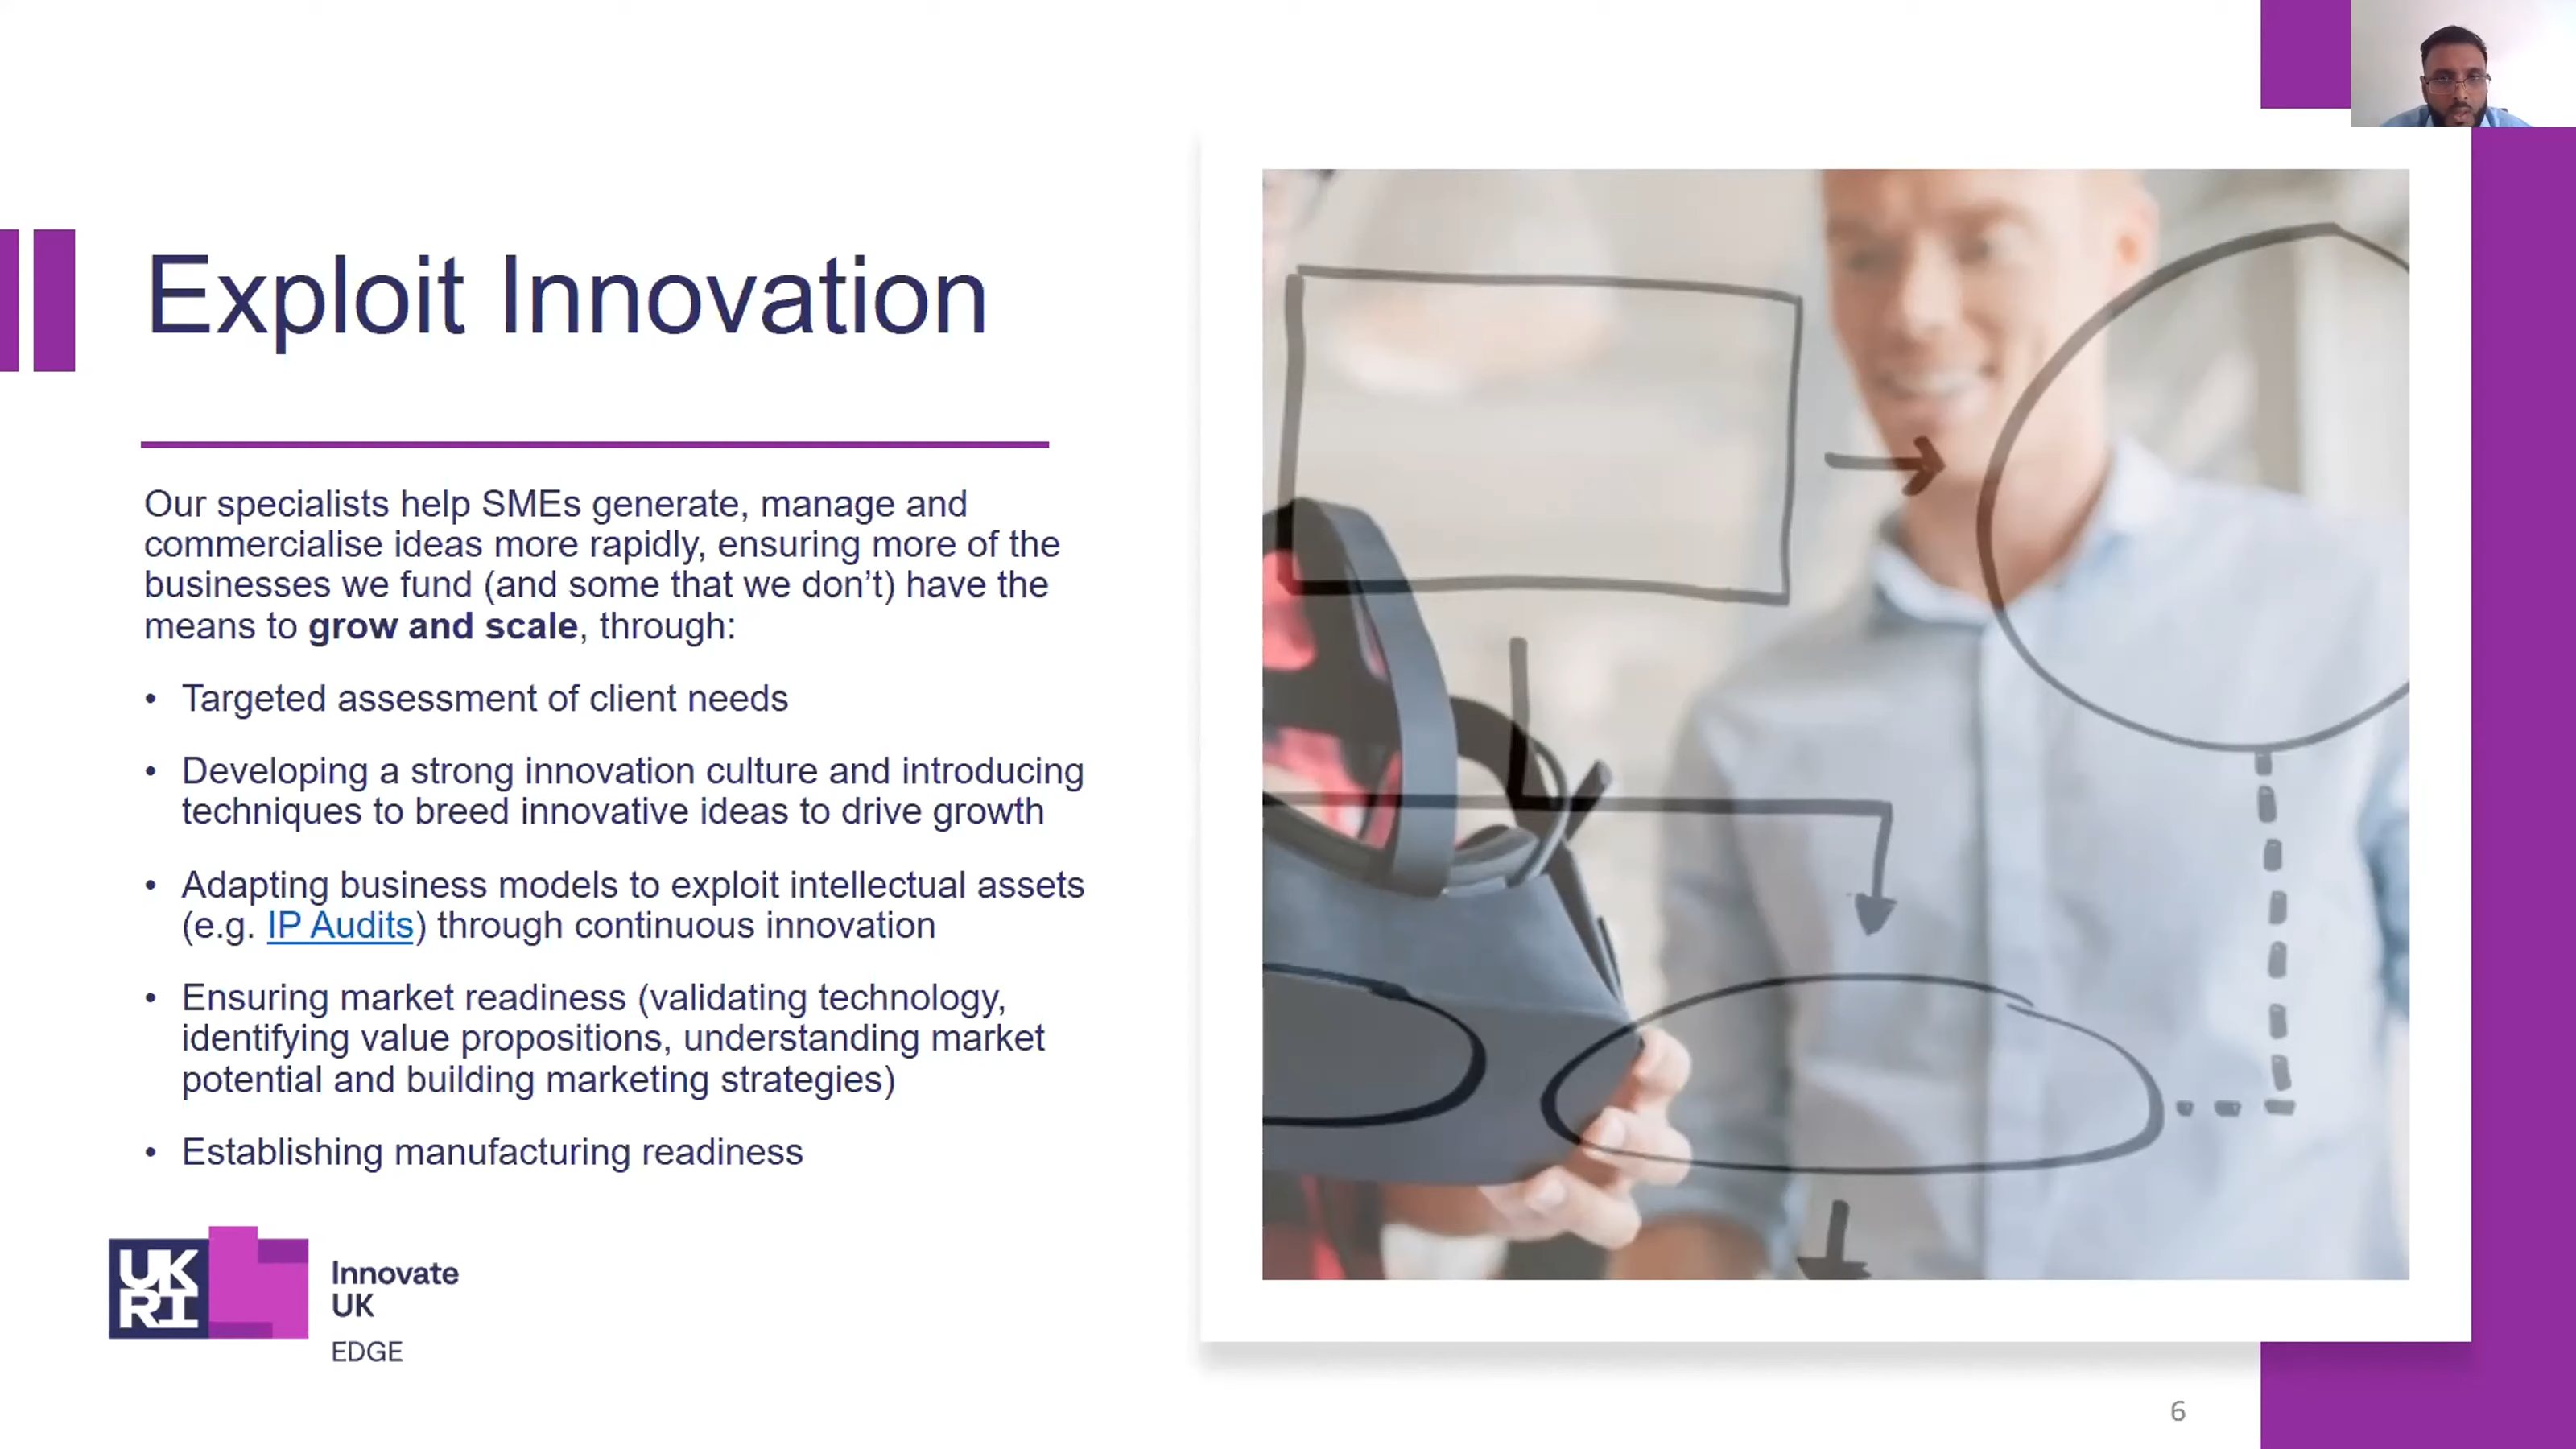 Exploit Innovation
Our specialists help SMEs generate, manage and
commercialise ideas more rapidly, ensuring more of the
businesses we fund (and some that we don’t) have the
means to grow and scale, through:
• Targeted assessment of client needs
• Developing a strong innovation culture and introducing
techniques to breed innovative ideas to drive growth
• Adapting business models to exploit intellectual assets
(e.g. IP Audits) through continuous innovation
• Ensuring market readiness (validating technology,
identifying value propositions, understanding market
potential and building marketing strategies)
• Establishing manufacturing readiness
UK
RI
Innovate
UK
EDGE
6